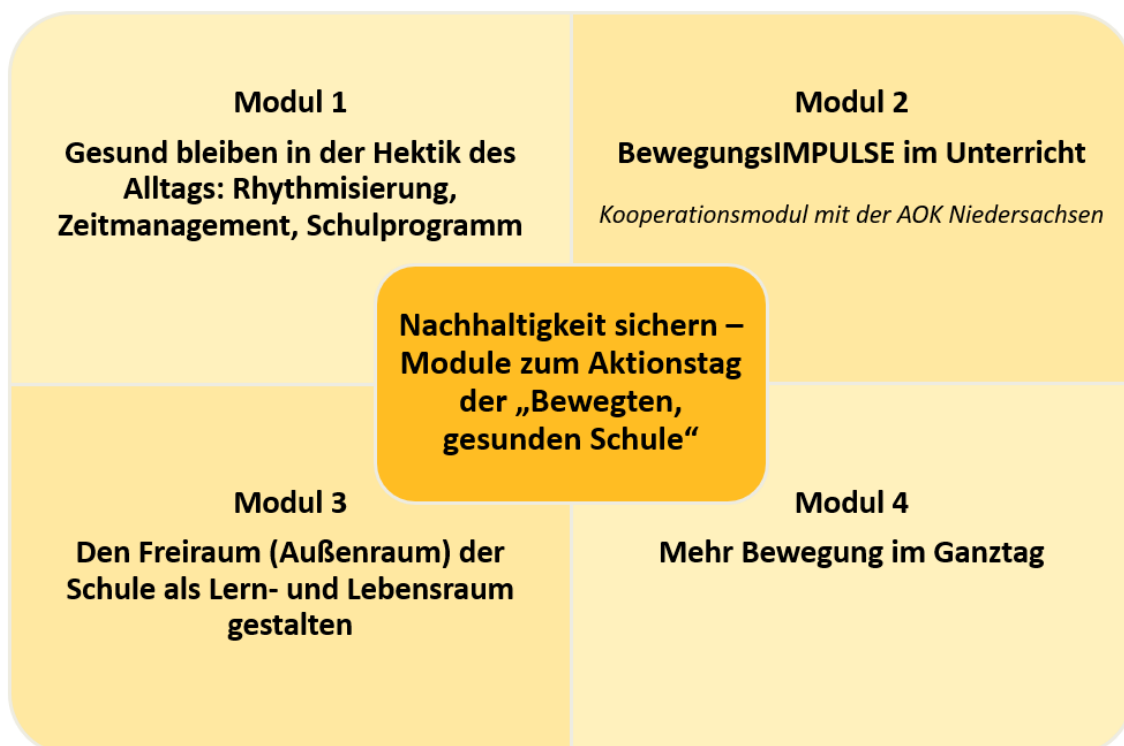 Modul 1
Gesund bleiben in der Hektik des
Alltags: Rhythmisierung,
Zeitmanagement, Schulprogramm
Modul 2
BewegungsIMPULSE im Unterricht
Kooperationsmodul mit der AOK Niedersachsen
Nachhaltigkeit sichern –
Module zum Aktionstag
der „Bewegten,
gesunden Schule“
Modul 3
Den Freiraum (Außenraum) der
Schule als Lern- und Lebensraum
gestalten
Modul 4
Mehr Bewegung im Ganztag